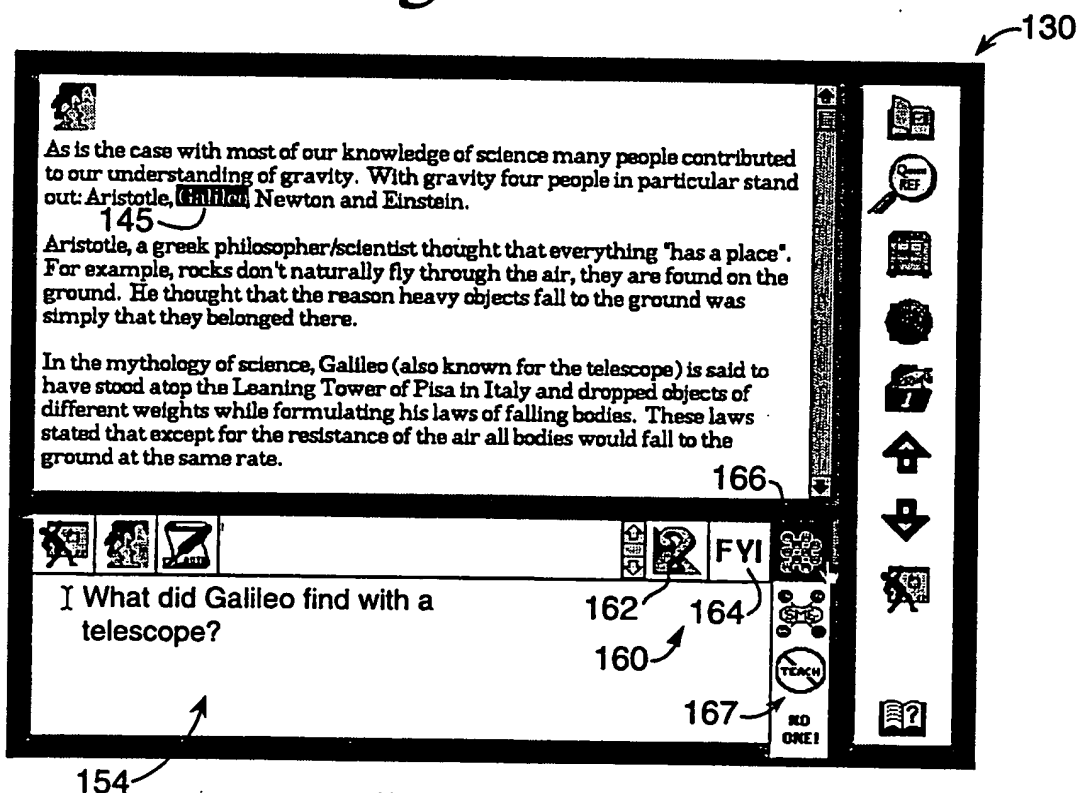 130
As is the case with most of our knowledge of science many people contributed
to our understanding of gravity. With gravity four people in particular stand
out: Aristotle, Galileo, Newton and Einstein.
145
Aristotle, a greek philosopher/scientist thought that everything "has a place".
For example, rocks don't naturally fly through the air, they are found on the
ground. He thought that the reason heavy objects fall to the ground was
simply that they belonged there.
In the mythology of science, Galileo (also known for the telescope) is said to
have stood atop the Leaning Tower of Pisa in Italy and dropped objects of
different weights while formulating his laws of falling bodies. These laws
stated that except for the resistance of the air all bodies would fall to the
ground at the same rate.
REF
1
166
FYI
What did Galileo find with a
telescope?
162
164
160
SME
TEACH
167
NO
ONE!
?
154